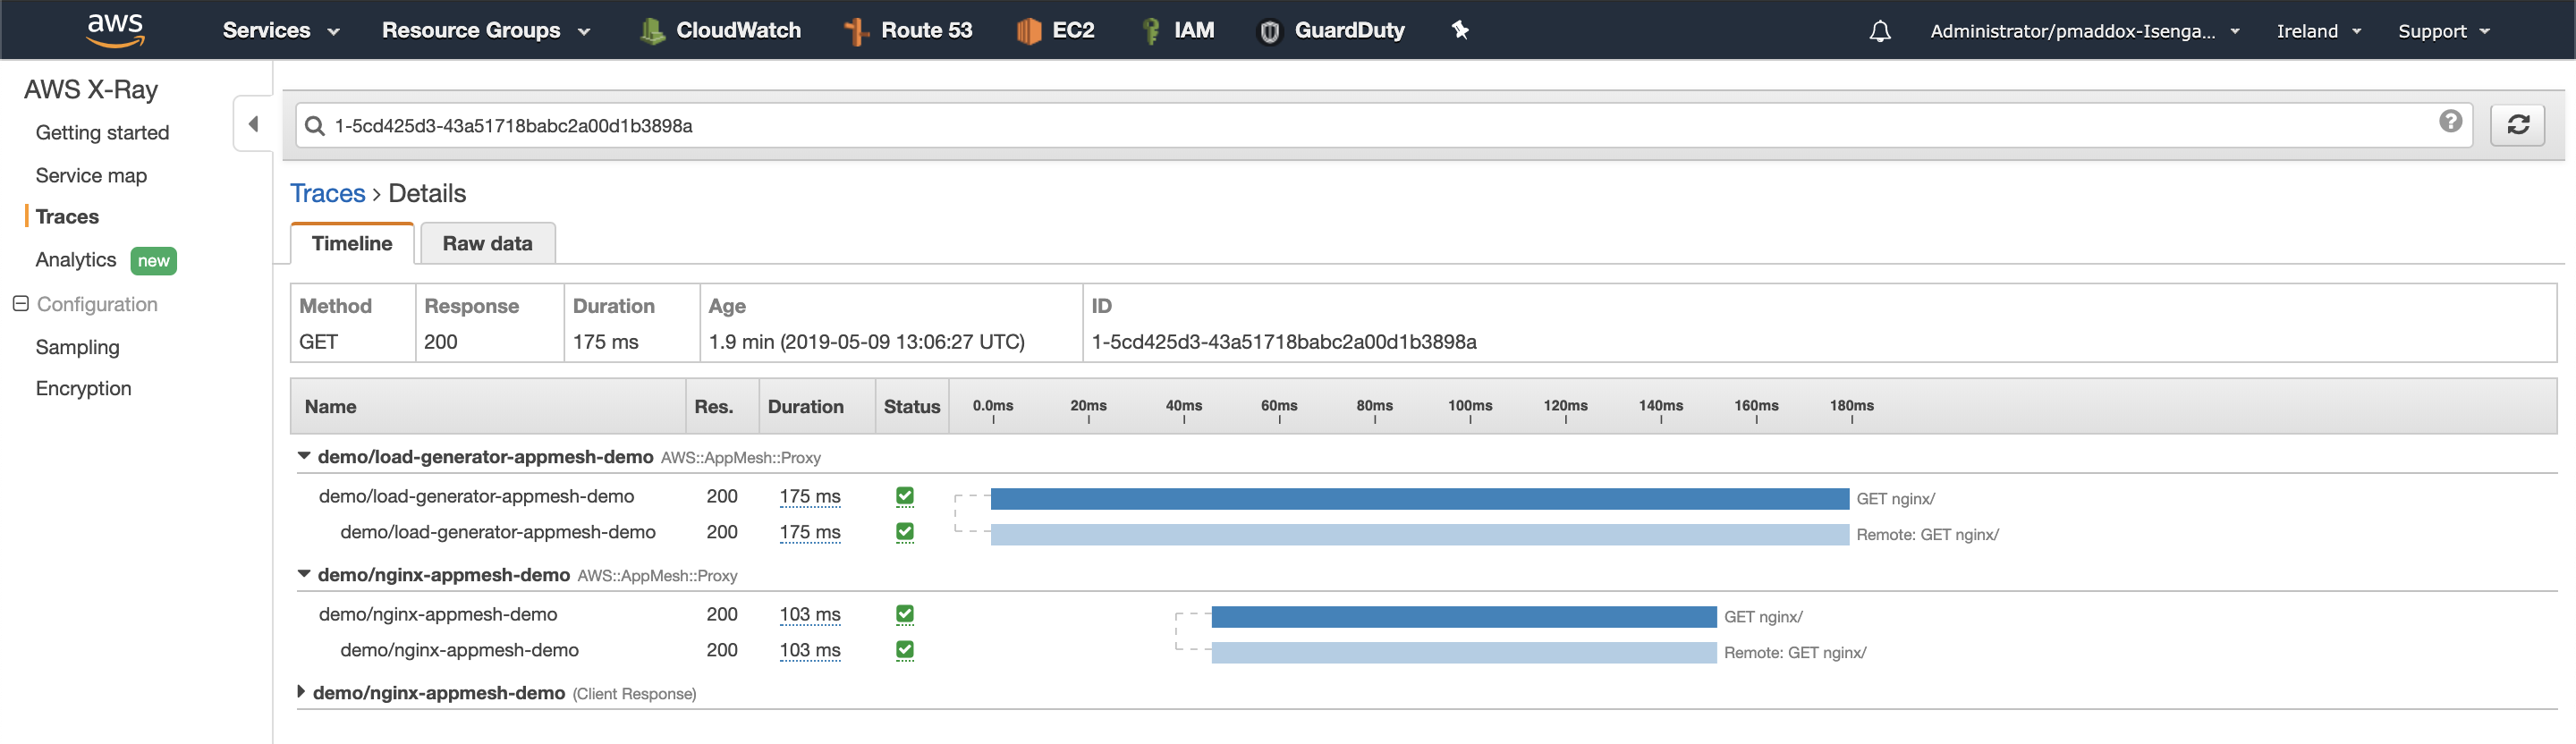 aws Services Resource Groups CloudWatch Route 53 EC2 IAM GuardDuty Administrator/pmaddox-Isenga... Ireland Support
AWS X-Ray
Getting started
Service map
Traces
Analytics new
Configuration
Sampling
Encryption
1-5cd425d3-43a51718babc2a00d1b3898a ?
Traces > Details
Timeline Raw data
Method Response Duration Age ID
GET 200 175 ms 1.9 min (2019-05-09 13:06:27 UTC) 1-5cd425d3-43a51718babc2a00d1b3898a
Name Res. Duration Status 0.0ms 20ms 40ms 60ms 80ms 100ms 120ms 140ms 160ms 180ms
demo/load-generator-appmesh-demo AWS::AppMesh::Proxy
demo/load-generator-appmesh-demo 200 175 ms GET nginx/
demo/load-generator-appmesh-demo 200 175 ms Remote: GET nginx/
demo/nginx-appmesh-demo AWS::AppMesh::Proxy
demo/nginx-appmesh-demo 200 103 ms GET nginx/
demo/nginx-appmesh-demo 200 103 ms Remote: GET nginx/
demo/nginx-appmesh-demo (Client Response)